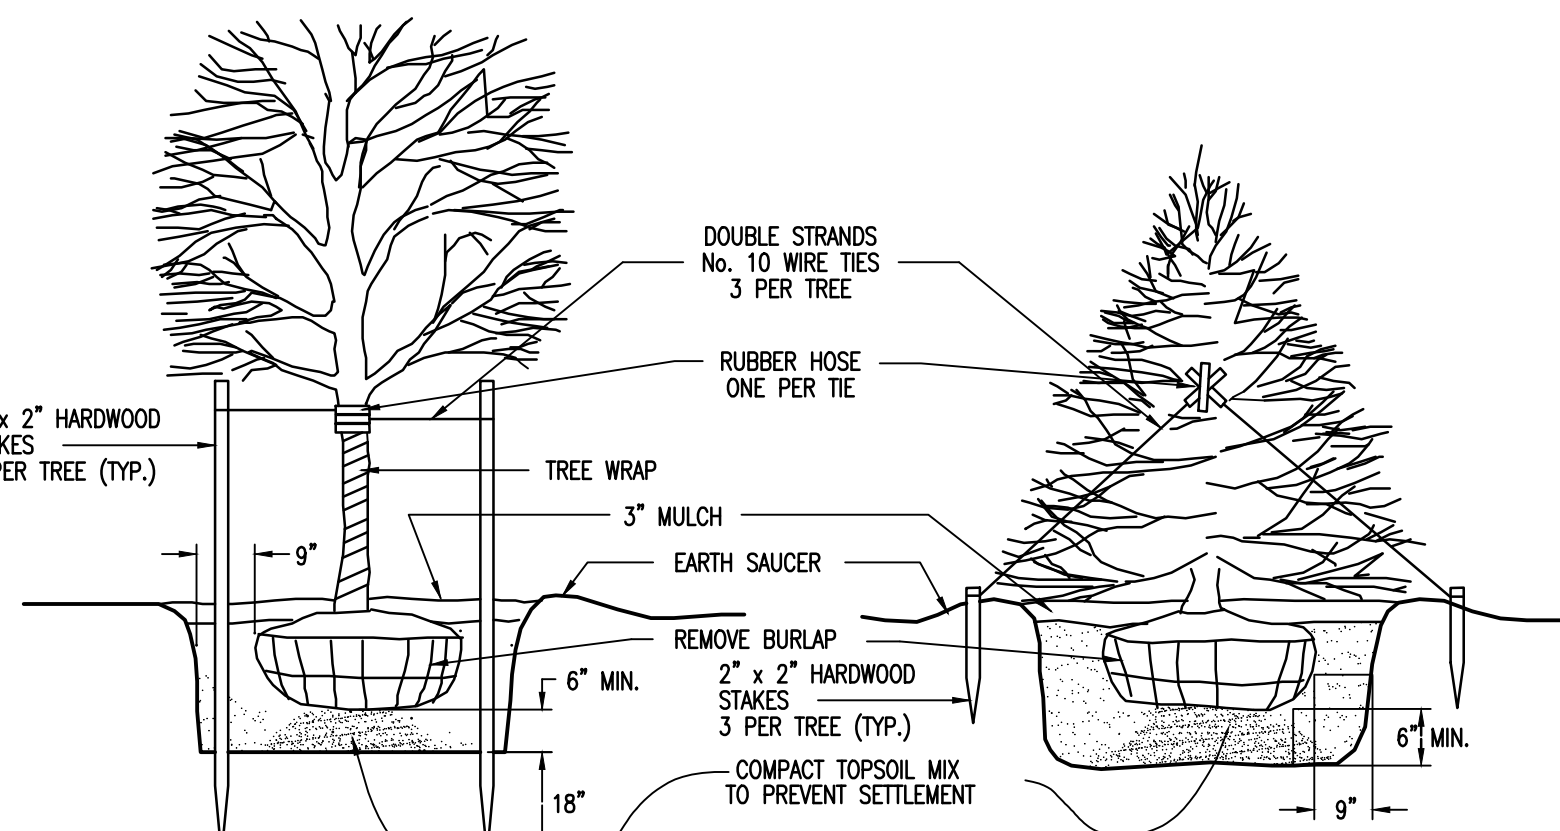 DOUBLE STRANDS
No. 10 WIRE TIES
3 PER TREE
RUBBER HOSE
ONE PER TIE
x 2" HARDWOOD
KES
PER TREE (TYP.)
TREE WRAP
3" MULCH
9"
EARTH SAUCER
REMOVE BURLAP
6" MIN.
2" x 2" HARDWOOD
STAKES
3 PER TREE (TYP.)
6" MIN.
COMPACT TOPSOIL MIX
TO PREVENT SETTLEMENT
18"
9"